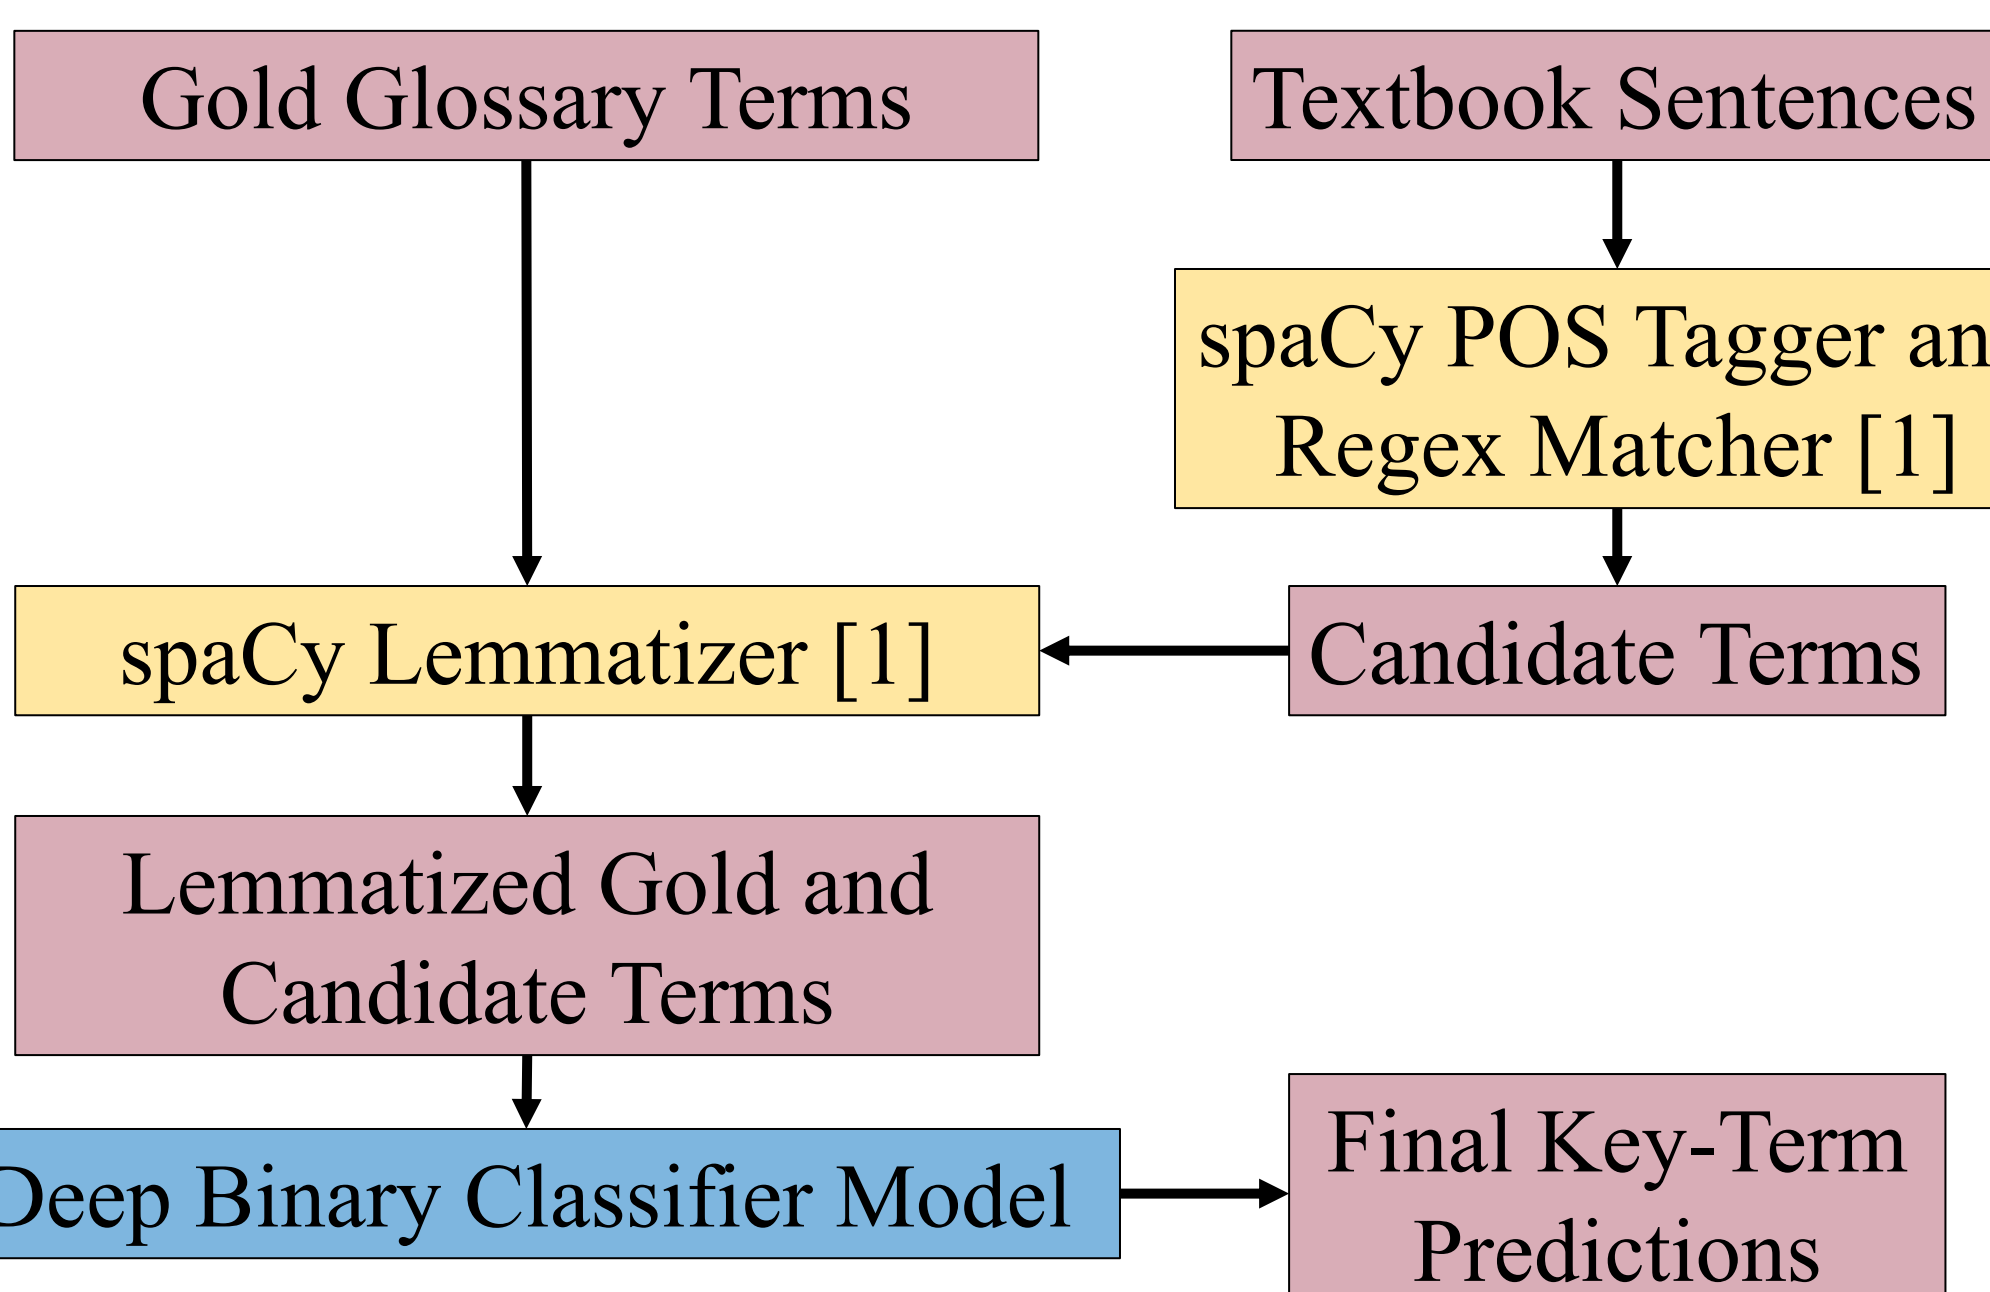 Gold Glossary Terms
Textbook Sentences
spaCy POS Tagger an
Regex Matcher [1]
spaCy Lemmatizer [1]
Candidate Terms
Lemmatized Gold and
Candidate Terms
Deep Binary Classifier Model
Final Key-Term
Predictions